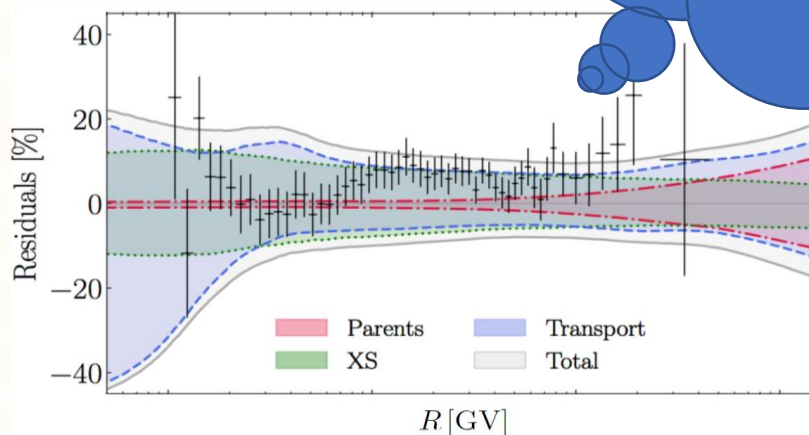 40
20
0
−20
−40
Residuals [%]
Parents
Transport
XS
Total
R [GV]